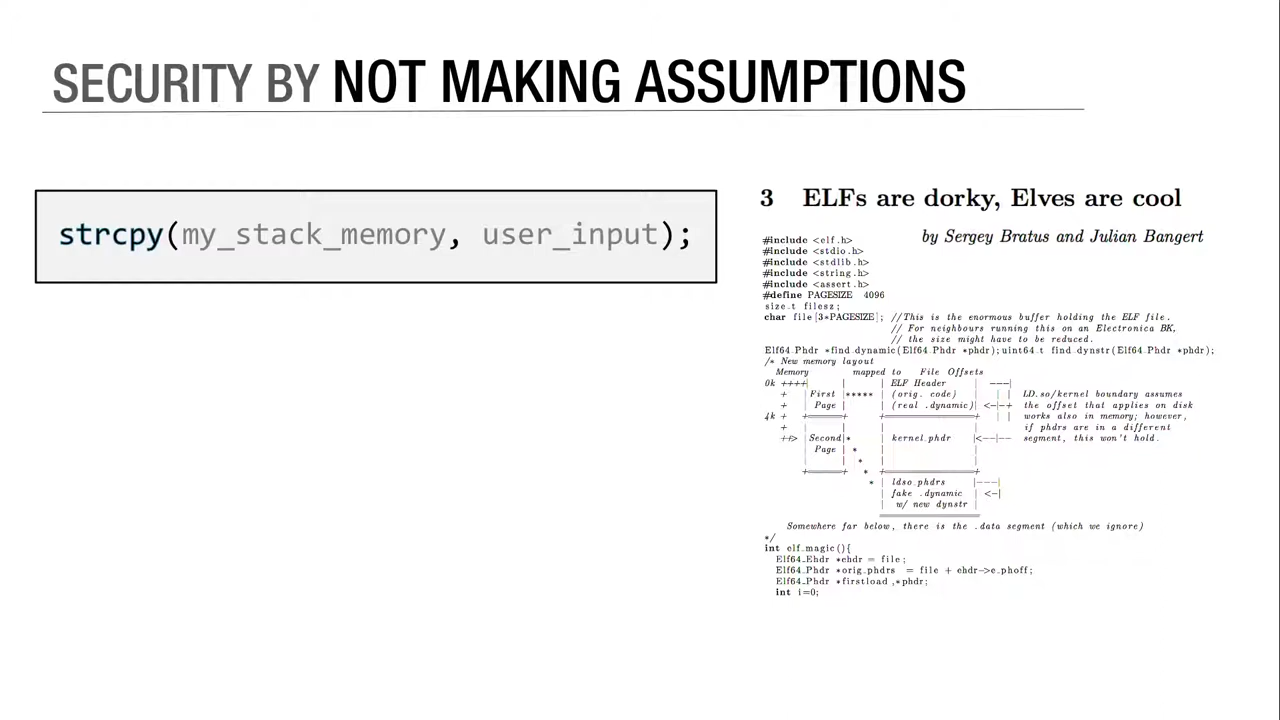 SECURITY BY NOT MAKING ASSUMPTIONS
strcpy(my_stack_memory, user_input);
3 ELFs are dorky, Elves are cool
by Sergey Bratus and Julian Bangert
#include <elf.h>
#include <stdio.h>
#include <stdlib.h>
#include <string.h>
#include <assert.h>
#define PAGESIZE 4096
size_t filesz;
char file[3*PAGESIZE]; //This is the enormous buffer holding the ELF file.
// For neighbours running this on an Electronica BK,
// the size might have to be reduced.
Elf64_Phdr *find_dynamic(Elf64_Phdr *phdr);uint64_t find_dynstr(Elf64_Phdr *phdr);
/* New memory layout
Memory mapped to File Offsets
0k ++++| | | ELF Header ---|
+ | First |***** | (orig. code) | | LD.so/kernel boundary assumes
+ | Page | | (real .dynamic)| <-|-+ the offset that applies on disk
4k + +=====+ +=========+ | | works also in memory; however,
+ | | | | if phdrs are in a different
++> | Second|* | kernel_phdr |<--|-- segment, this won't hold.
| Page | * | |
| | * | |
+=====+ * +=========+
* | ldso_phdrs |---|
| fake .dynamic | <-|
| w/ new dynstr |
=========
Somewhere far below, there is the .data segment (which we ignore)
*/
int elf_magic(){
Elf64_Ehdr *ehdr = file;
Elf64_Phdr *orig_phdrs = file + ehdr->e_phoff;
Elf64_Phdr *firstload,*phdr;
int i=0;